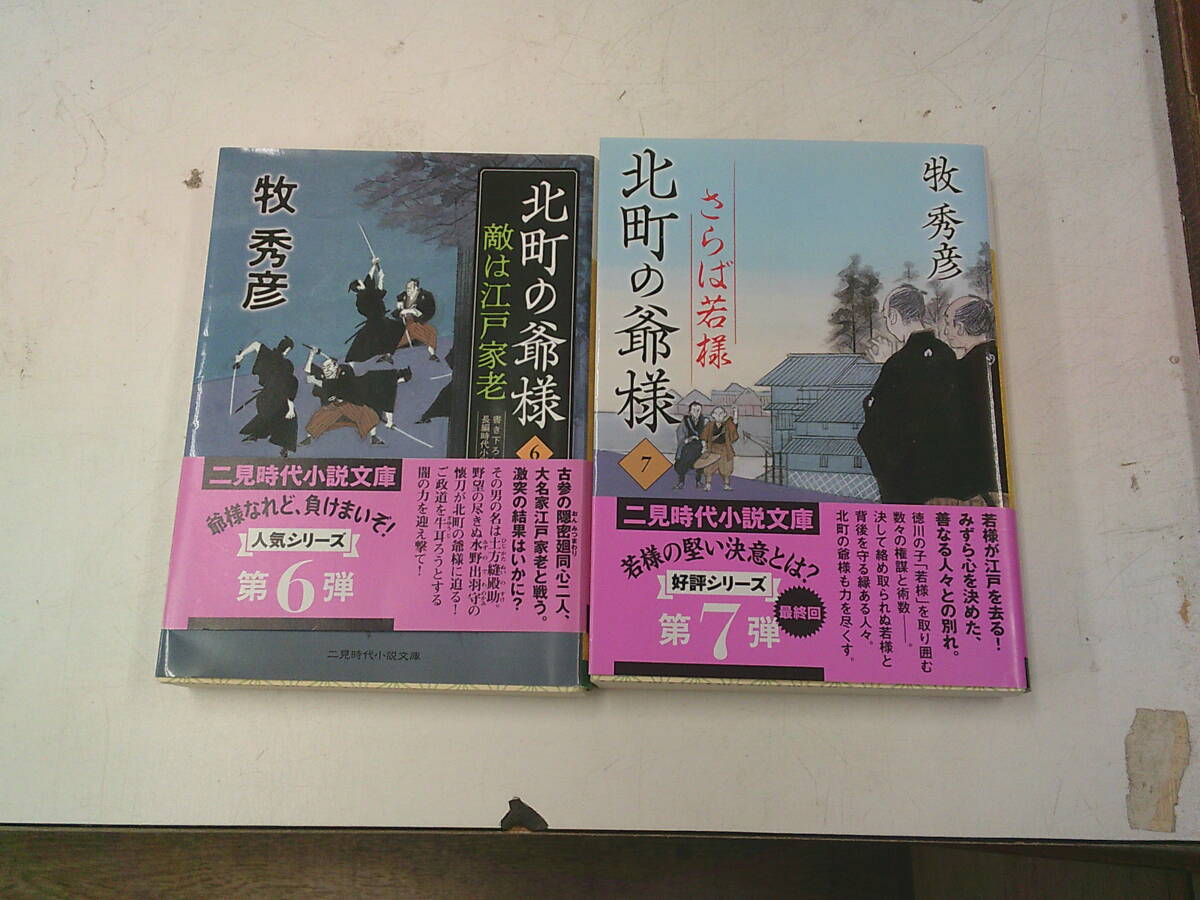 牧 秀彦
北町の爺様
敵は江戸家老
6
書き下ろ
長編時代小
二見時代小説文庫
爺様なれど、負けまいぞ!
人気シリーズ
第6弾
古参の隠密廻同心二人、
大名家江戸家老と戦う。
激突の結果はいかに?
その男の名は土方縫殿助。
野望の尽きぬ水野出羽守の
懐刀が北町の爺様に迫る!
ご政道を牛耳ろうとする
闇の力を迎え撃て!
二見時代小説文庫
牧 秀彦
さらば若様
北町の爺様
7
二見時代小説文庫
若様の堅い決意とは?
好評シリーズ
第7弾
最終回
若様が江戸を去る!
みずら心を決めた、
善なる人々との別れ。
徳川の子「若様」を取り囲む
数々の権謀と術数――。
決して絡め取られぬ若様と
背後を守る縁ある人々。
北町の爺様も力を尽くす。